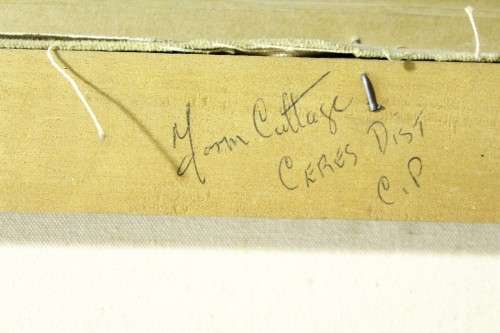 Farm Cottage
CERES DIST
C.P